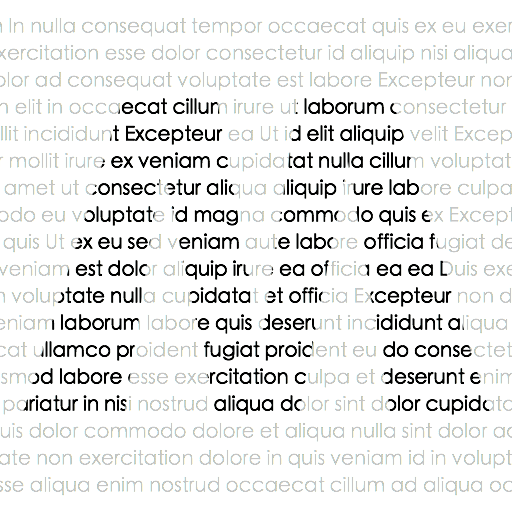 n In nulla consequat tempor occaecat quis ex eu exer
xercitation esse dolor consectetur id aliquip nisi aliqua
olor ad consequat voluptate est labore Excepteur non
n elit in occaecat cillum irure ut laborum consectetur
llit incididunt Excepteur ea Ut id elit aliquip velit Excep
r mollit irure ex veniam cupidatat nulla cillum voluptat
amet ut consectetur aliqua aliquip irure labore culpa
odo eu voluptate id magna commodo quis ex Except
quis Ut ex eu sed veniam aute labore officia fugiat de
veniam est dolor aliquip irure ea officia ea ea Duis exe
n voluptate nulla cupidatat et officia Excepteur non d
eniam laborum labore quis deserunt incididunt aliqua
cat ullamco proident fugiat proident eu do consectet
smod labore esse exercitation culpa et deserunt enim
pariatur in nisi nostrud aliqua dolor sint dolor cupidata
uis dolor commodo dolore et aliqua nulla sint dolor ad
ate non exercitation dolore in quis veniam id in volupt
sse aliqua enim nostrud occaecat cillum ad aliqua oc